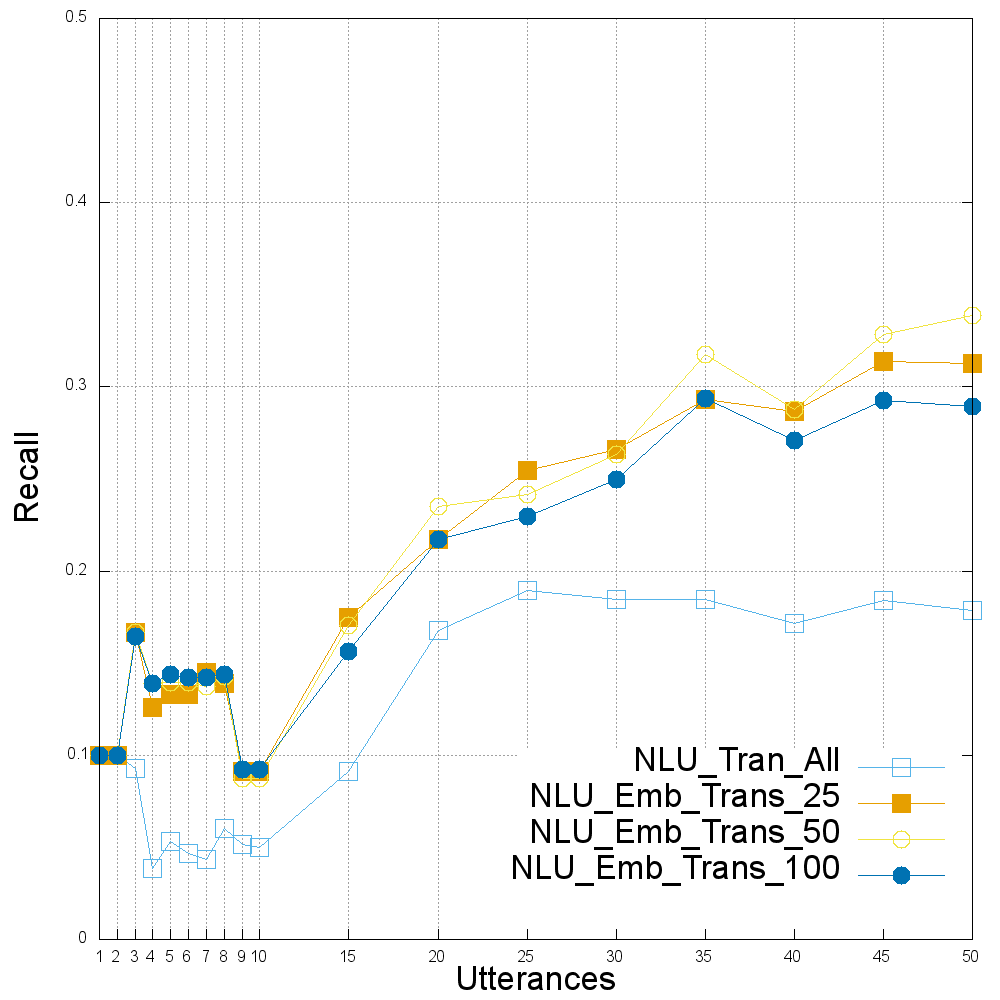 0.5
0.4
0.3
0.2
0.1
0
Recall
NLU_Tran_All
NLU_Emb_Trans_25
NLU_Emb_Trans_50
NLU_Emb_Trans_100
1 2 3 4 5 6 7 8 9 10 15 20 25 30 35 40 45 50
Utterances